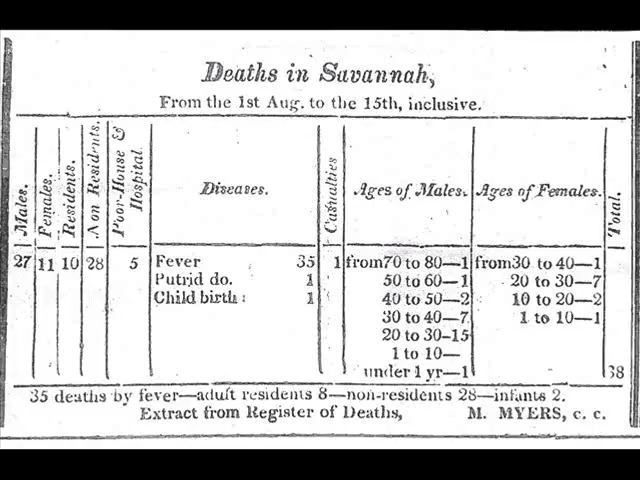 Deaths in Savannah,
From the 1st Aug. to the 15th, inclusive.
Males. Females. Residents. Non Residents. Poor-House & Hospital. Diseases. Casualties Ages of Males. Ages of Females. Total.
27 11 10 28 5 Fever 35 1 from 70 to 80—1 from 30 to 40—1
Putrid do. 1 50 to 60—1 20 to 30—7
Child birth: 1 40 to 50—2 10 to 20—2
30 to 40—7 1 to 10—1
20 to 30-15
1 to 10—
under 1 yr—1 38
35 deaths by fever—adult residents 8—non-residents 28—infants 2.
Extract from Register of Deaths, M. MYERS, c. c.